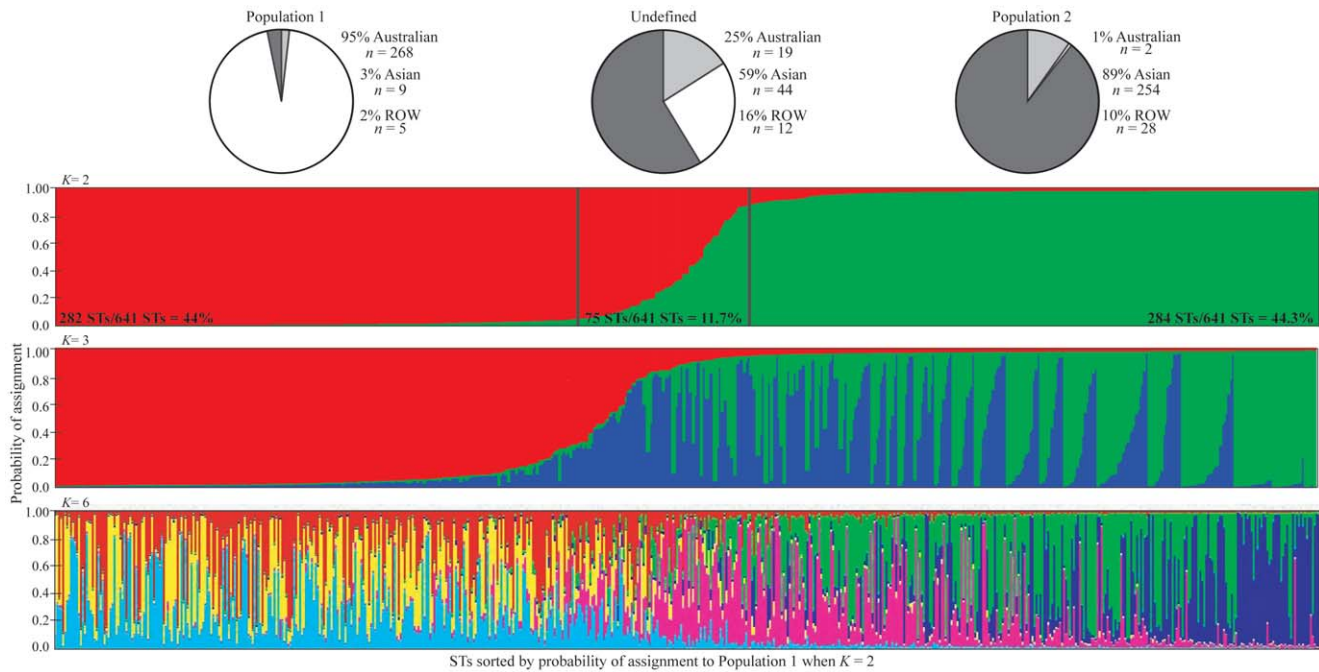 Population 1
95% Australian
n = 268
3% Asian
n = 9
2% ROW
n = 5
Undefined
25% Australian
n = 19
59% Asian
n = 44
16% ROW
n = 12
Population 2
1% Australian
n = 2
89% Asian
n = 254
10% ROW
n = 28
Probability of assignment
K= 2
1.00
0.8
0.6
0.4
0.2
0.0
282 STs/641 STs = 44%
75 STs/641 STs = 11.7%
284 STs/641 STs = 44.3%
K= 3
1.00
0.8
0.6
0.4
0.2
0.0
K= 6
1.00
0.8
0.6
0.4
0.2
0.0
STs sorted by probability of assignment to Population 1 when K = 2